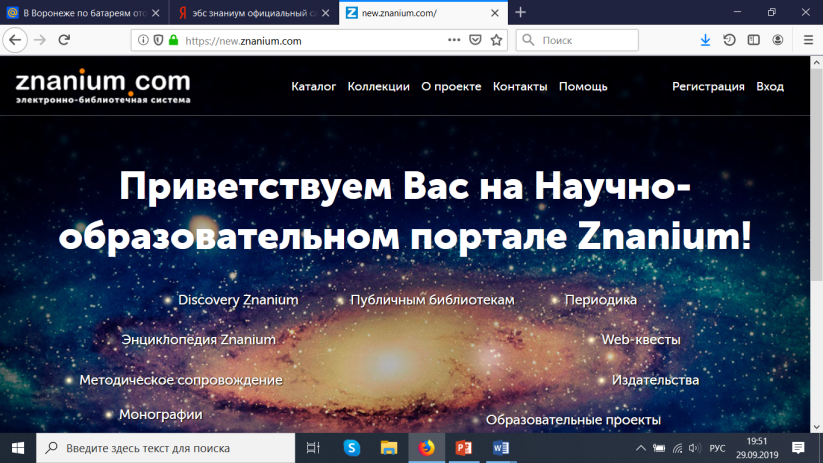 В Воронеже по батареям ото
эбс знаниум официальный са
new.znanium.com/
https://new.znanium.com
Поиск
znanium.com
электронно-библиотечная система
Каталог Коллекции О проекте Контакты Помощь Регистрация Вход
Приветствуем Вас на Научно-
образовательном портале Znanium!
Discovery Znanium Публичным библиотекам Периодика
Энциклопедия Znanium Web-квесты
Методическое сопровождение Издательства
Монографии Образовательные проекты
Введите здесь текст для поиска
РУС
19:51
29.09.2019